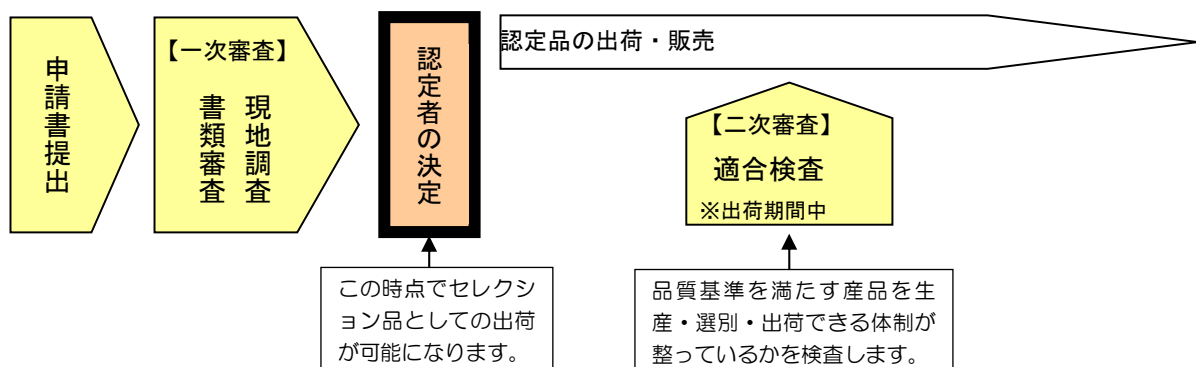 申請書提出
【一次審査】
現地調査
書類審査
認定者の決定
認定品の出荷・販売
【二次審査】
適合検査
※出荷期間中
この時点でセレクシ
ョン品としての出荷
が可能になります。
品質基準を満たす産品を生
産・選別・出荷できる体制が
整っているかを検査します。